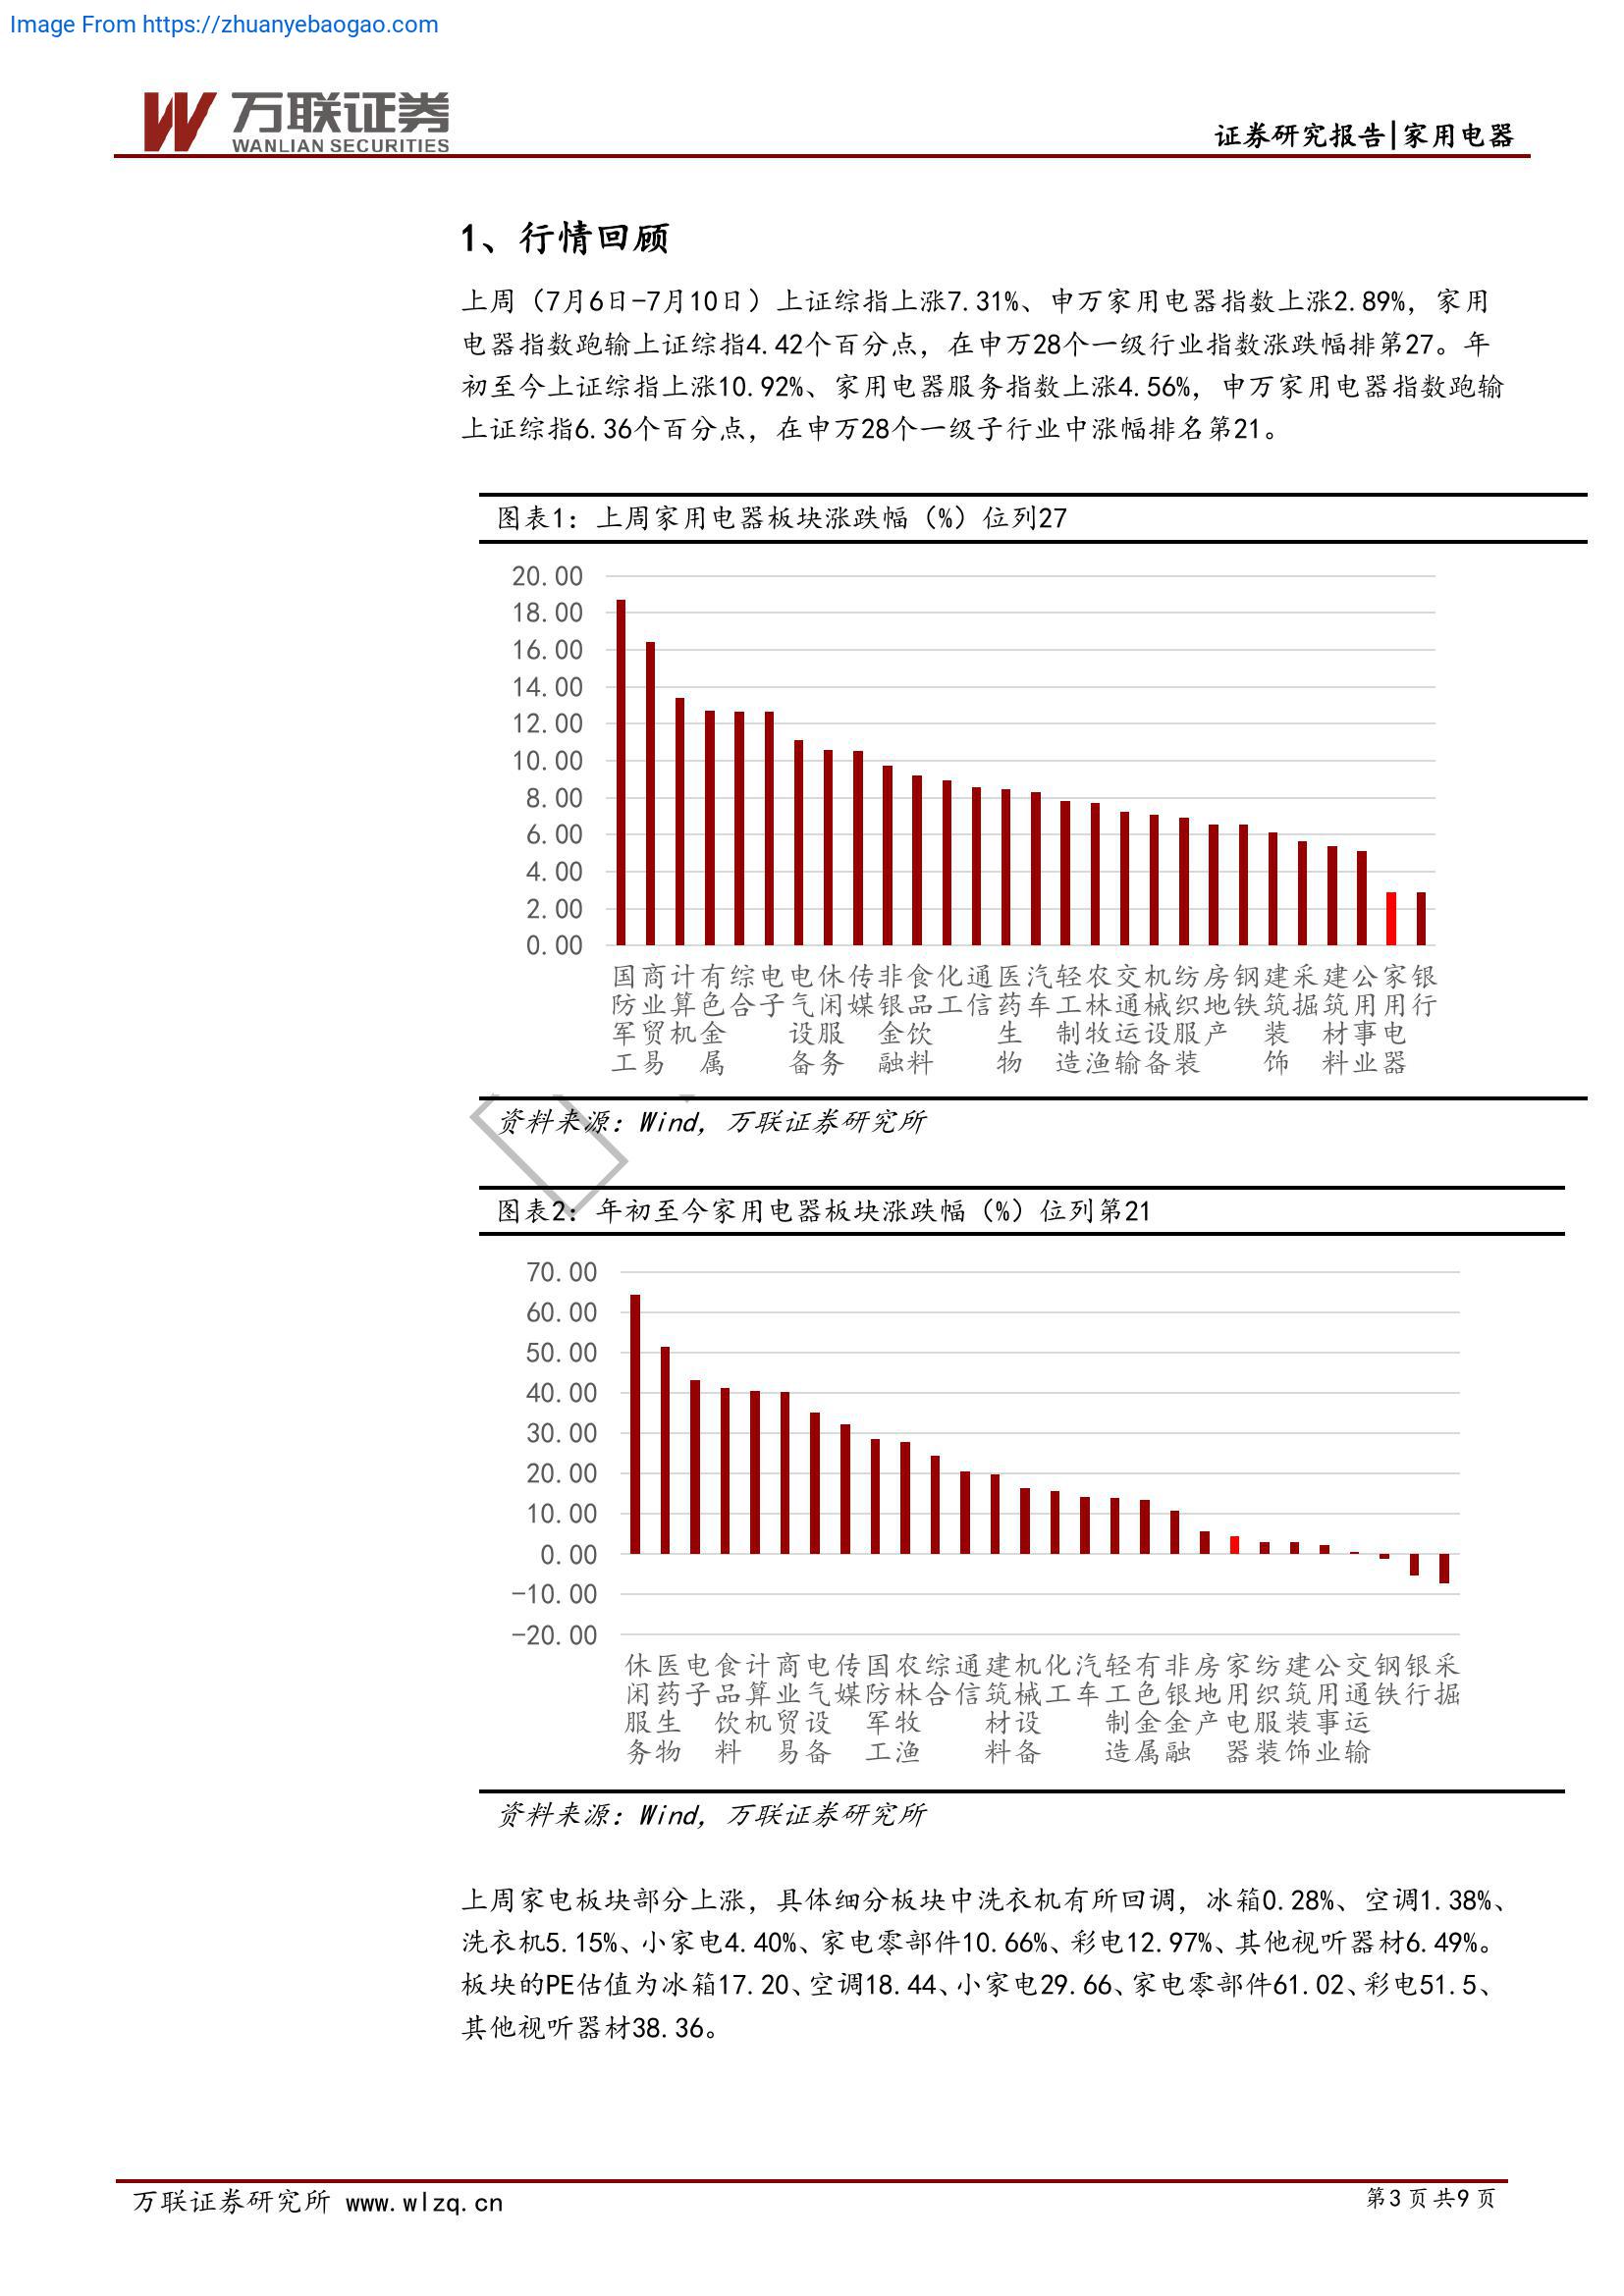 Image From https://zhuanyebaogao.com
万联证券
WANLIAN SECURITIES
证券研究报告|家用电器
1、行情回顾
上周（7月6日-7月10日）上证综指上涨7.31%、申万家用电器指数上涨2.89%，家用
电器指数跑输上证综指4.42个百分点，在申万28个一级行业指数涨跌幅排第27。年
初至今上证综指上涨10.92%、家用电器服务指数上涨4.56%，申万家用电器指数跑输
上证综指6.36个百分点，在申万28个一级子行业中涨幅排名第21。
图表1：上周家用电器板块涨跌幅（%）位列27
20.00
18.00
16.00
14.00
12.00
10.00
8.00
6.00
4.00
2.00
0.00
国防军工
商业贸易
计算机
有色金属
综合
电子
电气设备
休闲服务
传媒
非银金融
食品饮料
化工
通信
医药生物
汽车
轻工制造
农林牧渔
交通运输
机械设备
纺织服装
房地产
钢铁
建筑装饰
采掘
建筑材料
公用事业
家用电器
银行
资料来源：Wind，万联证券研究所
图表2：年初至今家用电器板块涨跌幅（%）位列第21
70.00
60.00
50.00
40.00
30.00
20.00
10.00
0.00
-10.00
-20.00
休闲服务
医药生物
电子
食品饮料
计算机
商业贸易
电气设备
传媒
国防军工
农林牧渔
综合
通信
建筑材料
机械设备
化工
汽车
轻工制造
有色金属
非银金融
房地产
家用电器
纺织服装
建筑装饰
公用事业
交通运输
钢铁
银行
采掘
资料来源：Wind，万联证券研究所
上周家电板块部分上涨，具体细分板块中洗衣机有所回调，冰箱0.28%、空调1.38%、
洗衣机5.15%、小家电4.40%、家电零部件10.66%、彩电12.97%、其他视听器材6.49%。
板块的PE估值为冰箱17.20、空调18.44、小家电29.66、家电零部件61.02、彩电51.5、
其他视听器材38.36。
万联证券研究所 www.wlzq.cn
第3页共9页